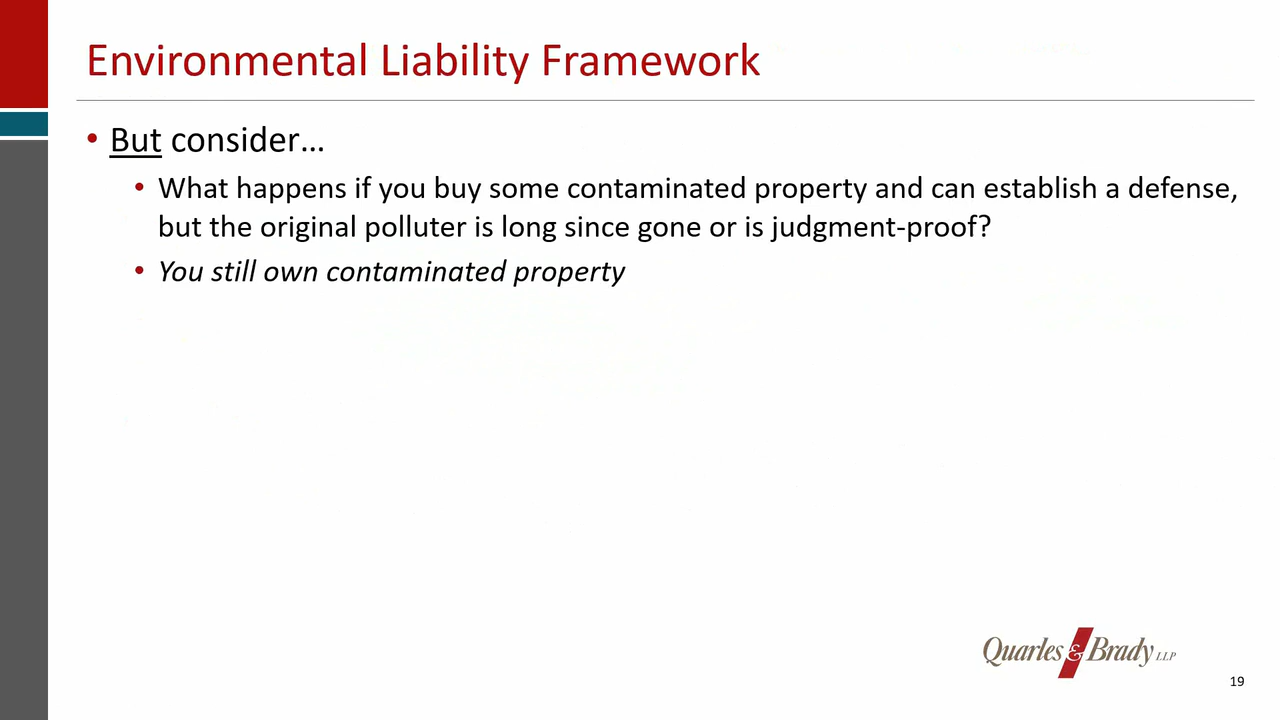 Environmental Liability Framework
• But consider…
• What happens if you buy some contaminated property and can establish a defense,
but the original polluter is long since gone or is judgment-proof?
• You still own contaminated property
Quarles & Brady LLP
19